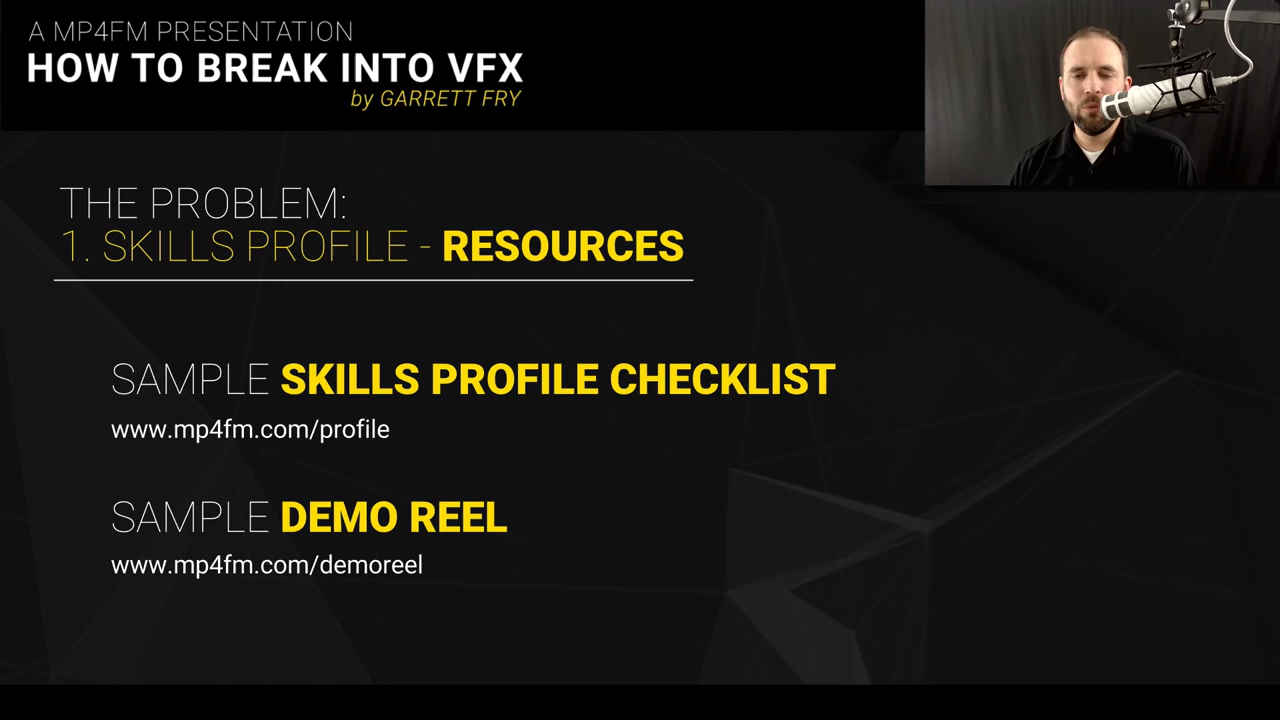 A MP4FM PRESENTATION
HOW TO BREAK INTO VFX
by GARRETT FRY
THE PROBLEM:
1. SKILLS PROFILE - RESOURCES
SAMPLE SKILLS PROFILE CHECKLIST
www.mp4fm.com/profile
SAMPLE DEMO REEL
www.mp4fm.com/demoreel